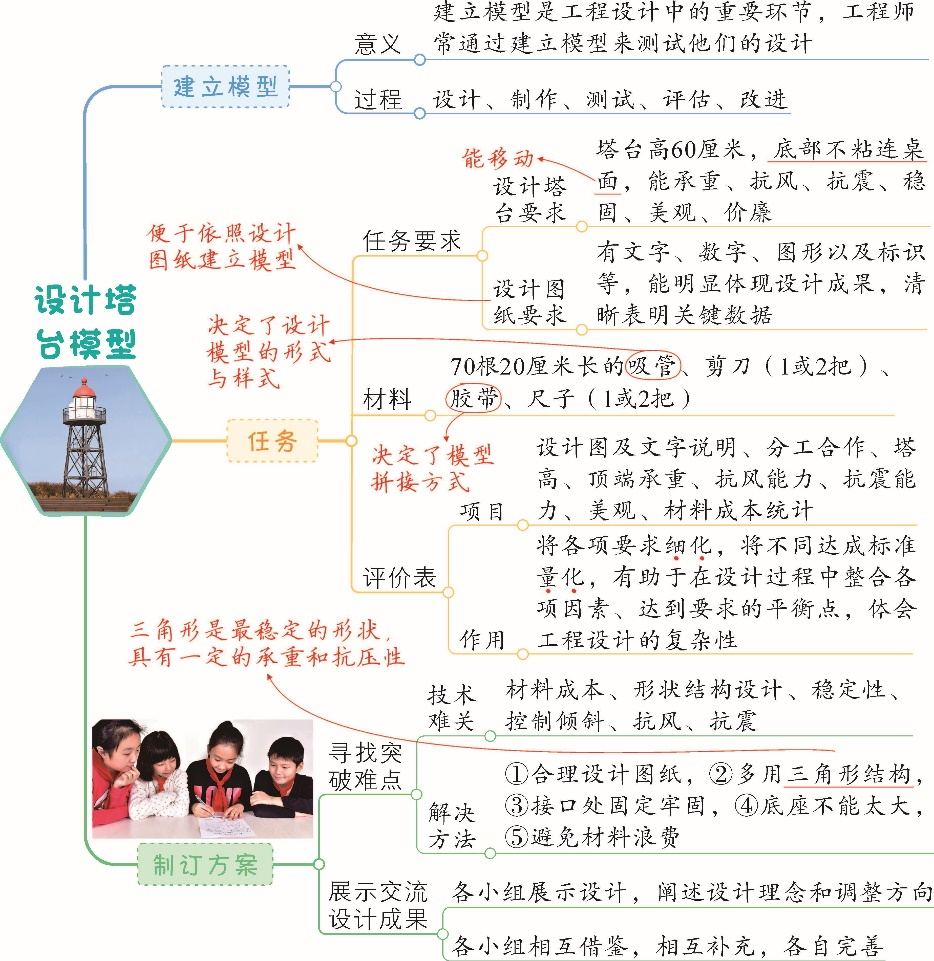 建立模型是工程设计中的重要环节，工程师
意义
常通过建立模型来测试他们的设计
建立模型
过程
设计、制作、测试、评估、改进
能移动
塔台高60厘米，底部不粘连桌
面，能承重、抗风、抗震、稳
固、美观、价廉
设计塔
台要求
任务要求
便于依照设计
图纸建立模型
有文字、数字、图形以及标识
等，能明显体现设计成果，清
晰表明关键数据
设计图
纸要求
设计塔
台模型
决定了设计
模型的形式
与样式
70根20厘米长的吸管、剪刀（1或2把）、
胶带、尺子（1或2把）
材料
任务
决定了模型
拼接方式
设计图及文字说明、分工合作、塔
高、顶端承重、抗风能力、抗震能
力、美观、材料成本统计
项目
评价表
将各项要求细化，将不同达成标准
量化，有助于在设计过程中整合各
项因素、达到要求的平衡点，体会
工程设计的复杂性
作用
三角形是最稳定的形状，
具有一定的承重和抗压性
技术
难关
材料成本、形状结构设计、稳定性、
控制倾斜、抗风、抗震
寻找突
破难点
①合理设计图纸，②多用三角形结构，
③接口处固定牢固，④底座不能太大，
⑤避免材料浪费
解决
方法
制订方案
展示交流
设计成果
各小组展示设计，阐述设计理念和调整方向
各小组相互借鉴，相互补充，各自完善